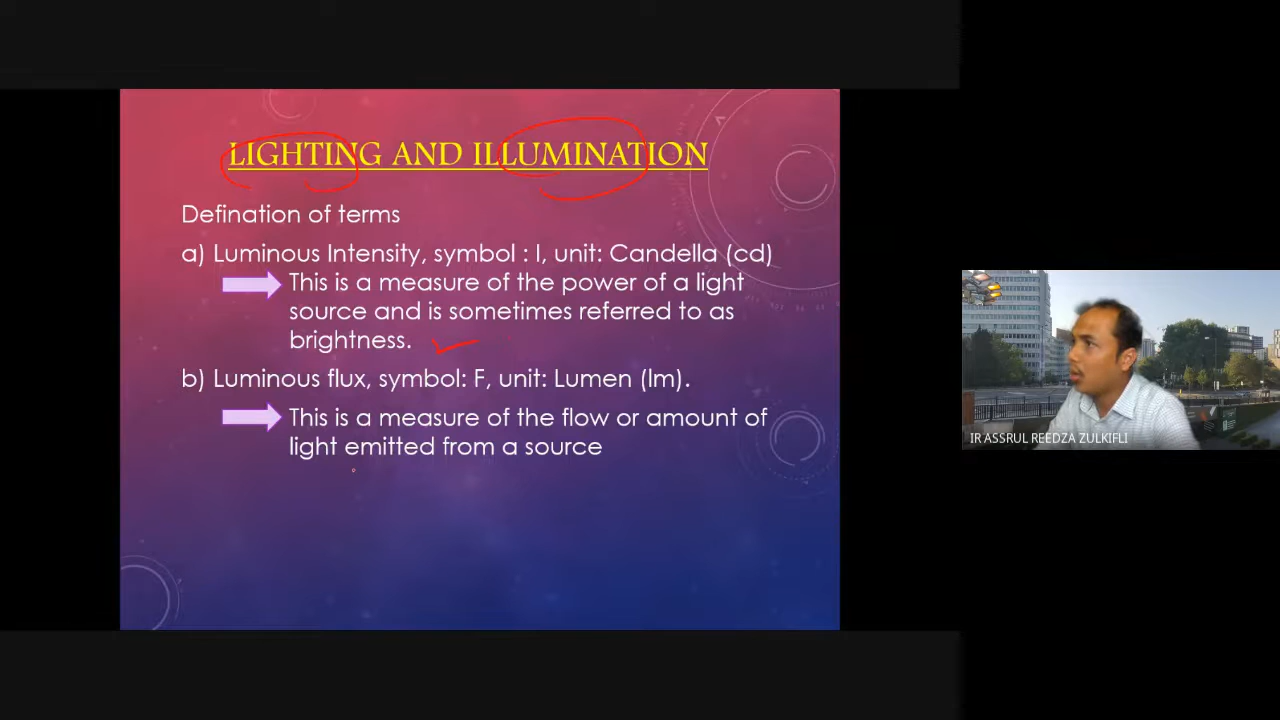 LIGHTING AND ILLUMINATION
Defination of terms
a) Luminous Intensity, symbol : I, unit: Candella (cd)
This is a measure of the power of a light
source and is sometimes referred to as
brightness.
b) Luminous flux, symbol: F, unit: Lumen (lm).
This is a measure of the flow or amount of
light emitted from a source
IR ASSRUL REEDZA ZULKIFLI